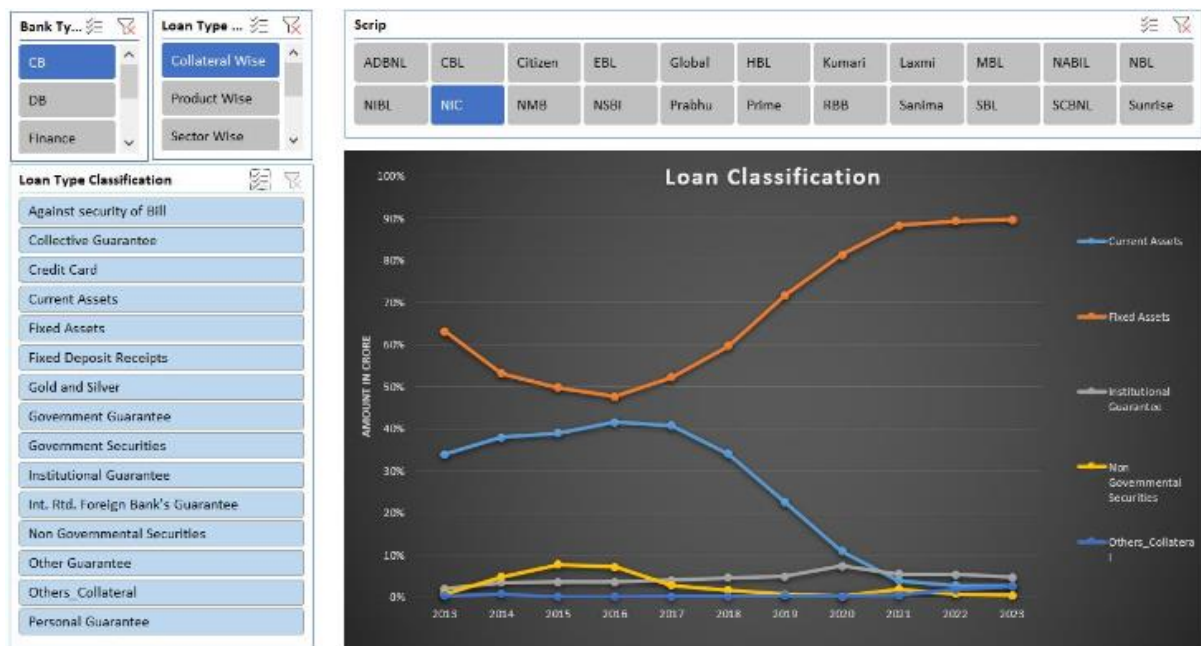 Bank Ty...
CB
DB
Finance
Loan Type ...
Collateral Wise
Product Wise
Sector Wise
Scrip
ADBNL CBL Citizen EBL Global HBL Kumari Laxmi MBL NABIL NBL
NIBL NIC NMB NSBI Prabhu Prime RBB Sanima SBL SCBNL Sunrise
Loan Type Classification
Against security of Bill
Collective Guarantee
Credit Card
Current Assets
Fixed Assets
Fixed Deposit Receipts
Gold and Silver
Government Guarantee
Government Securities
Institutional Guarantee
Int. Rtd. Foreign Bank's Guarantee
Non Governmental Securities
Other Guarantee
Others_Collateral
Personal Guarantee
Loan Classification
AMOUNT IN CRORE
100%
90%
80%
70%
60%
50%
40%
30%
20%
10%
0%
2013 2014 2015 2016 2017 2018 2019 2020 2021 2022 2023
Current Assets
Fixed Assets
Institutional
Guarantee
Non
Governmental
Securities
Others_Collatera
l